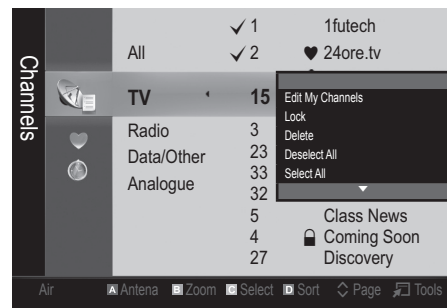 Channels
1 1futech
All 2 24ore.tv
TV 15
Edit My Channels
Lock
Delete
Deselect All
Select All
Radio 3
Data/Other 23
Analogue 33
32
5 Class News
4 Coming Soon
27 Discovery
Air A Antena B Zoom C Select D Sort Page Tools